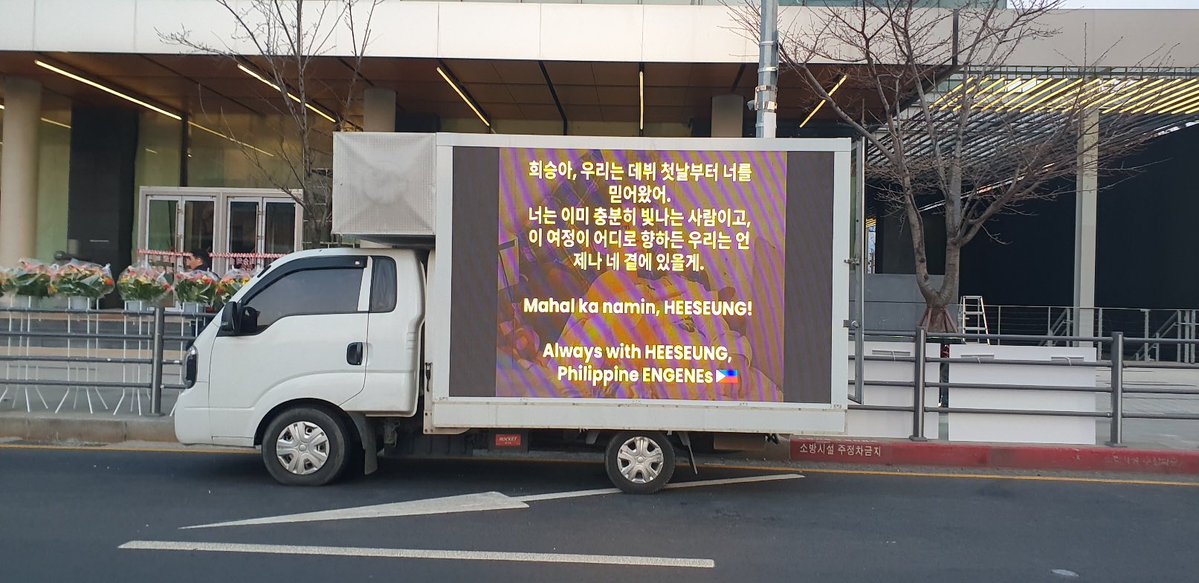 희승아, 우리는 데뷔 첫날부터 너를
믿어왔어.
너는 이미 충분히 빛나는 사람이고,
이 여정이 어디로 향하든 우리는 언
제나 네 곁에 있을게.
Mahal ka namin, HEESEUNG!
Always with HEESEUNG,
Philippine ENGENEs 🇵🇭
ROCKET
소방시설 주정차금지